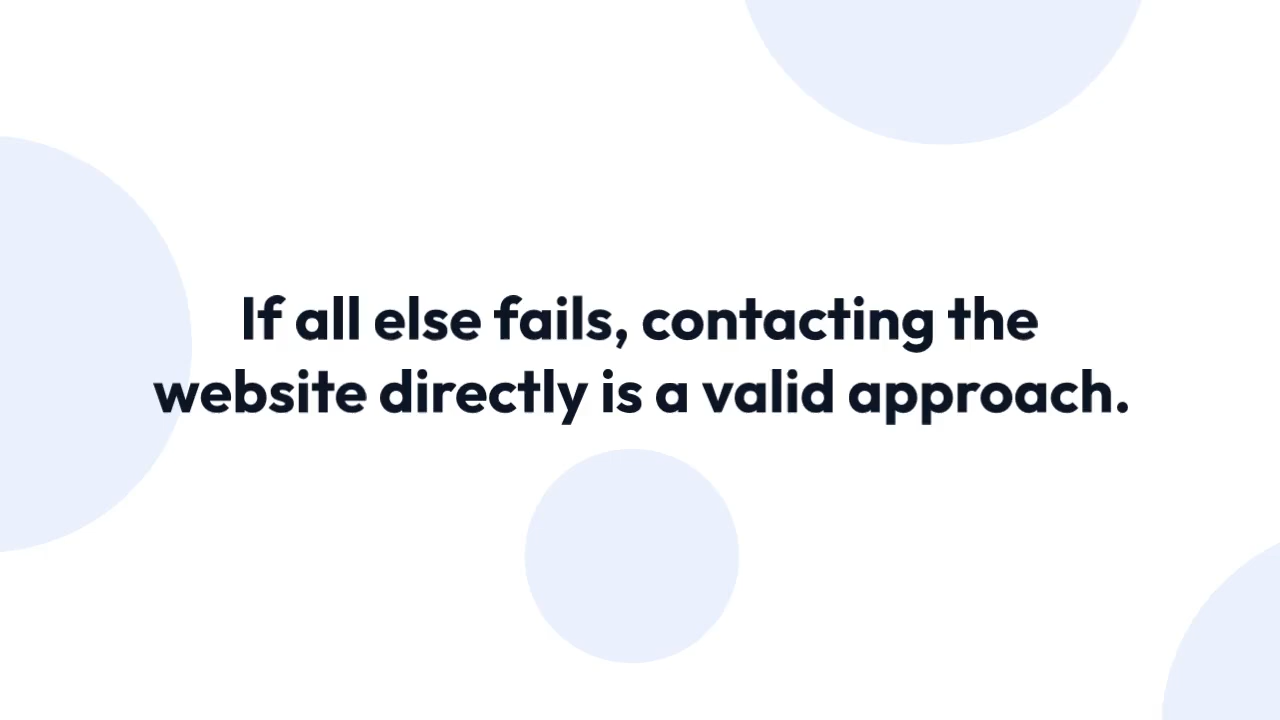 If all else fails, contacting the
website directly is a valid approach.